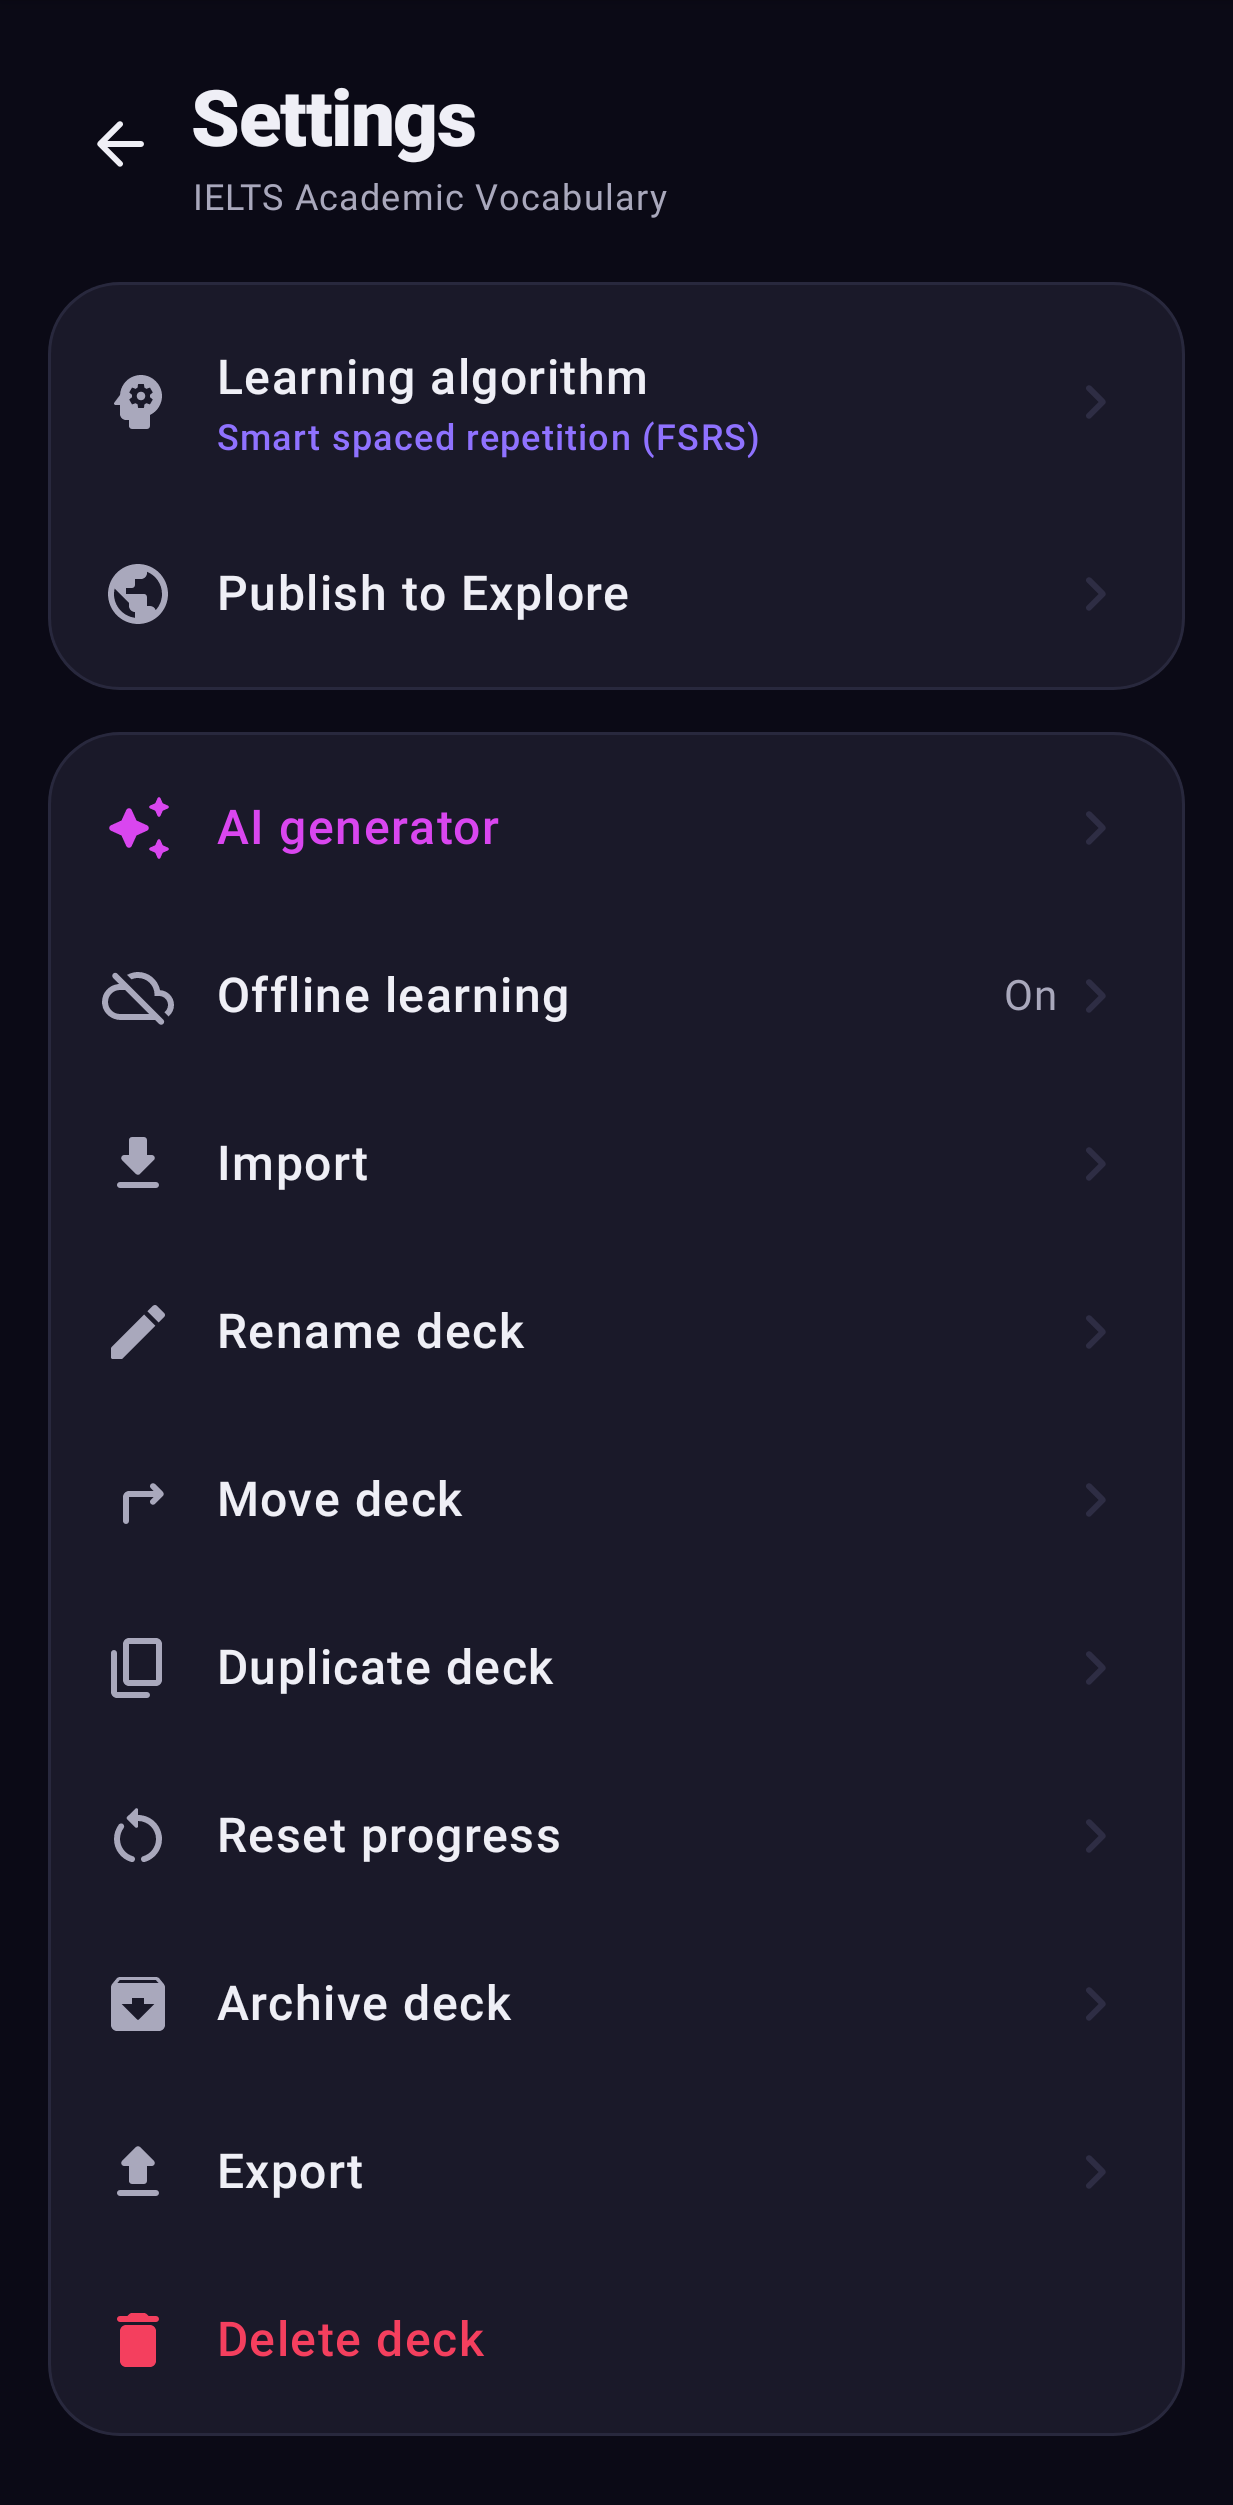 Settings
IELTS Academic Vocabulary
Learning algorithm
Smart spaced repetition (FSRS)
Publish to Explore
AI generator
Offline learning On
Import
Rename deck
Move deck
Duplicate deck
Reset progress
Archive deck
Export
Delete deck